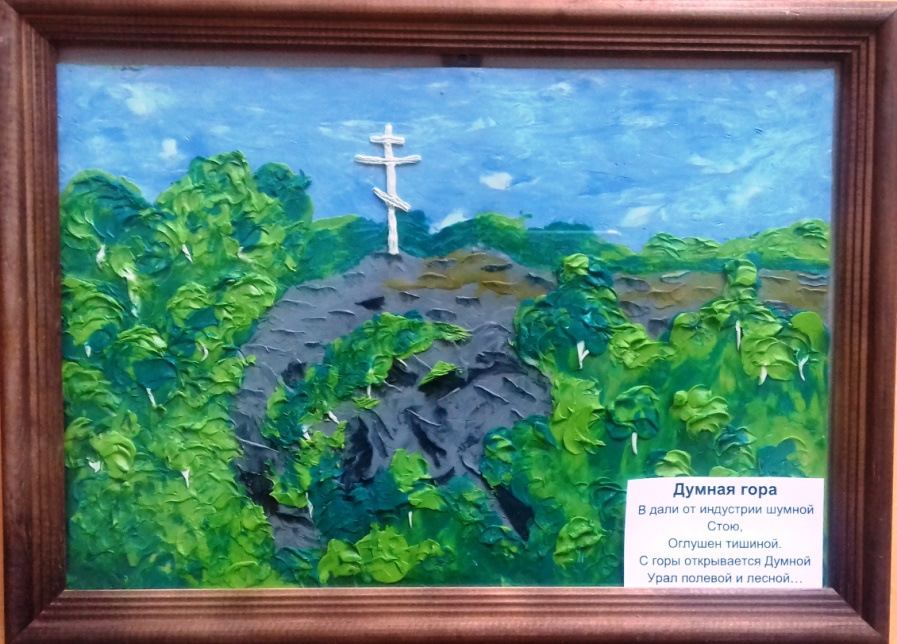 Думная гора
В дали от индустрии шумной
Стою,
Оглушен тишиной.
С горы открывается Думной
Урал полевой и лесной…